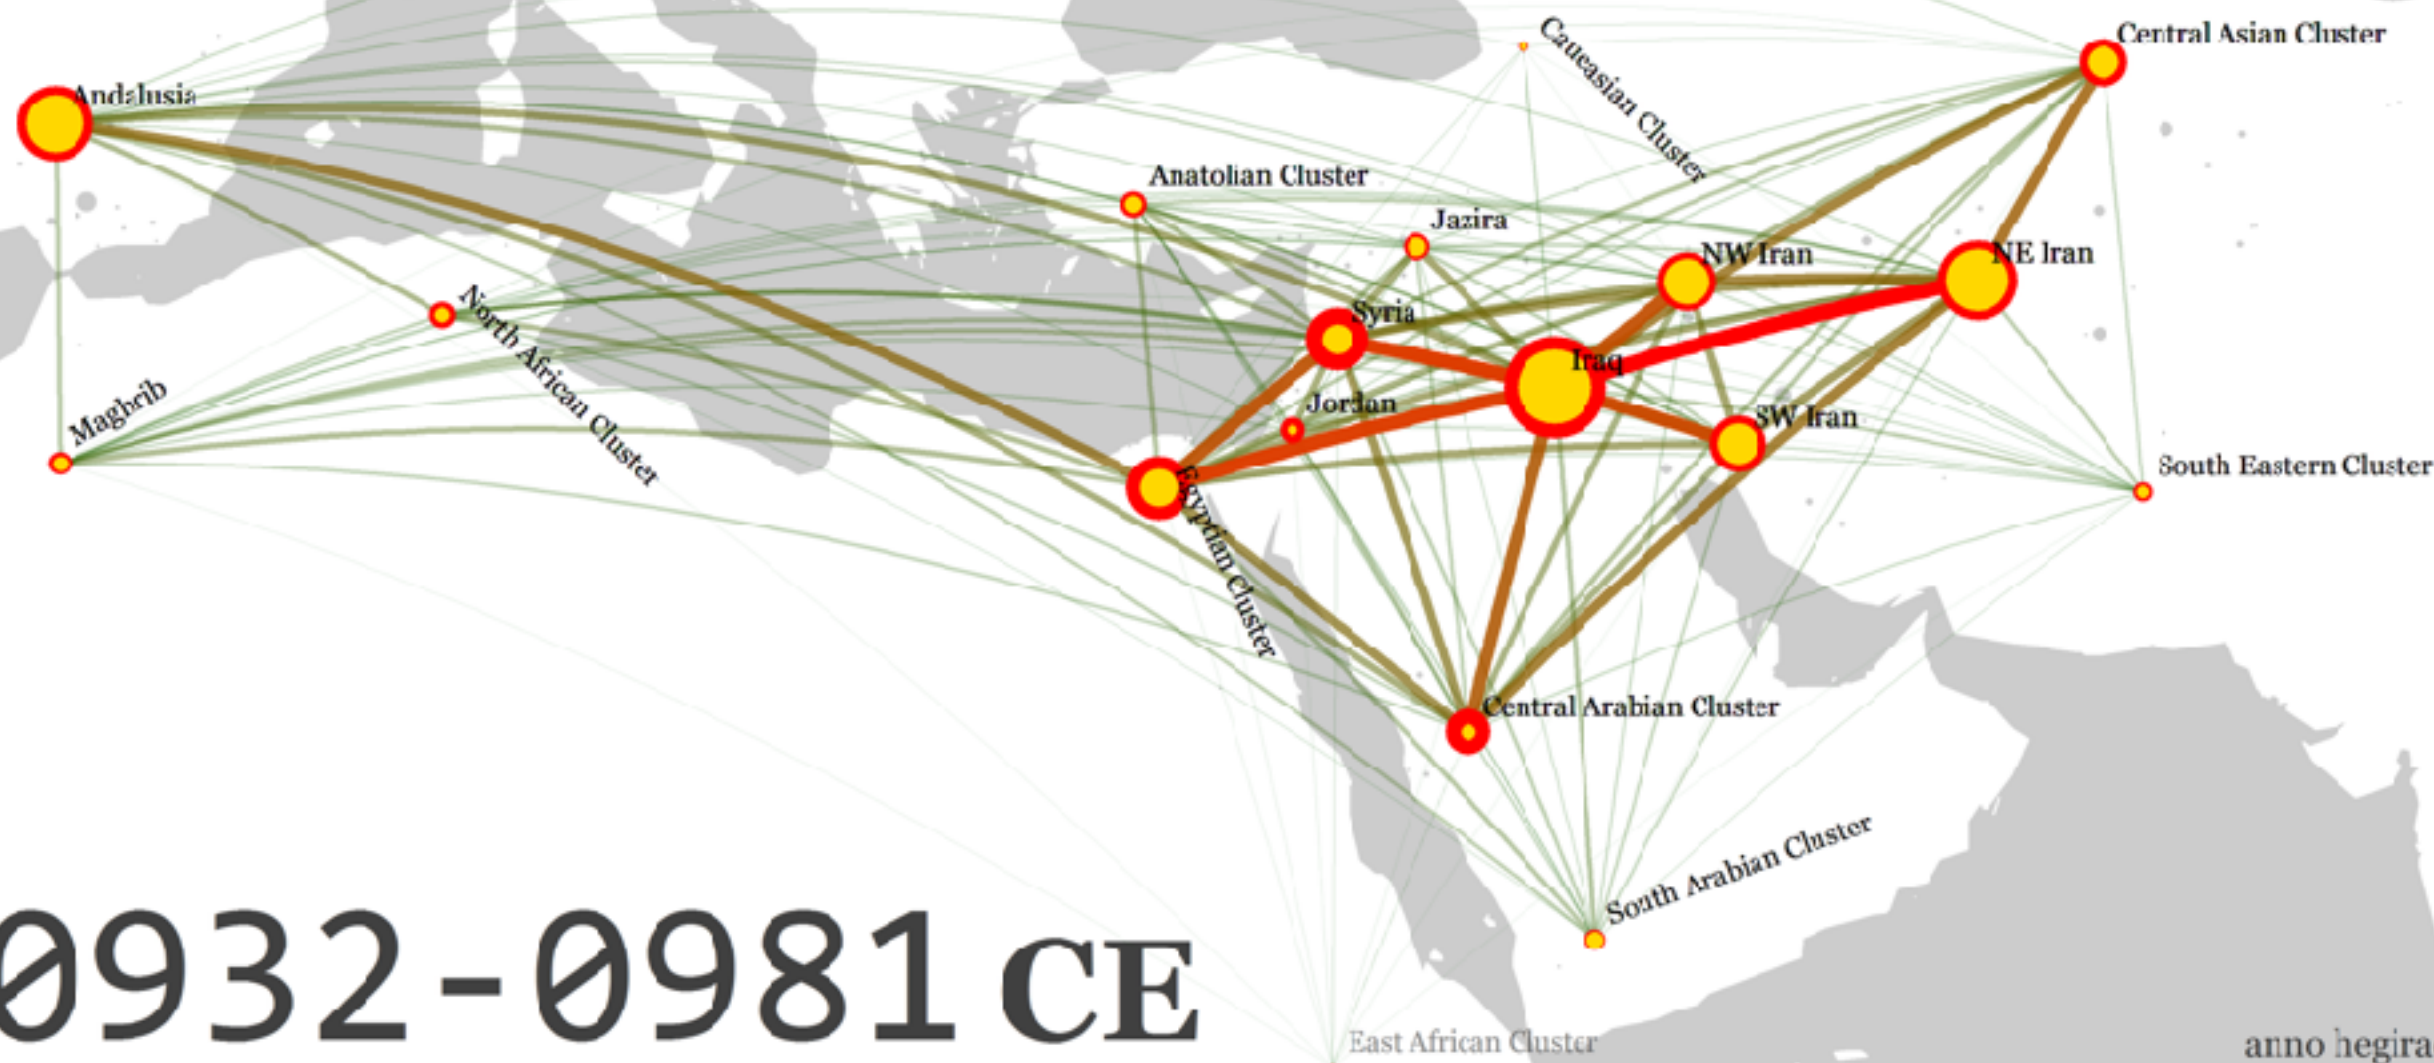 Central Asian Cluster
Caucasian Cluster
Andalusia
Anatolian Cluster
Jazira
NW Iran
NE Iran
North African Cluster
Syria
Iraq
Maghrib
Jordan
SW Iran
South Eastern Cluster
Egyptian Cluster
Central Arabian Cluster
South Arabian Cluster
0932-0981 CE
East African Cluster
anno hegira